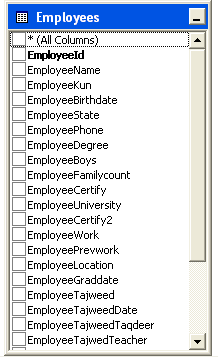 Employees
* (All Columns)
EmployeeId
EmployeeName
EmployeeKun
EmployeeBirthdate
EmployeeState
EmployeePhone
EmployeeDegree
EmployeeBoys
EmployeeFamilycount
EmployeeCertify
EmployeeUniversity
EmployeeCertify2
EmployeeWork
EmployeePrevwork
EmployeeLocation
EmployeeGraddate
EmployeeTajweed
EmployeeTajweedDate
EmployeeTajweedTaqdeer
EmployeeTajwedTeacher